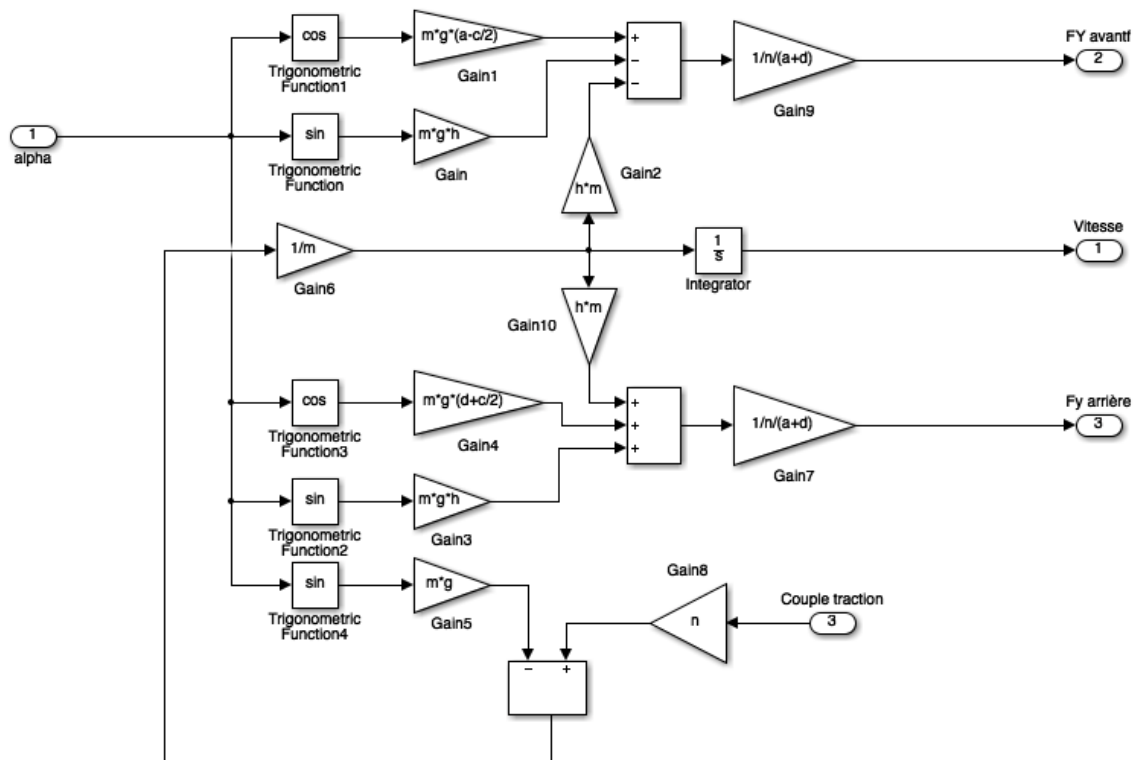 cos
Trigonometric
Function1
m*g*(a-c/2)
Gain1
+
−
−
1/n/(a+d)
Gain9
FY avantf
2
1
alpha
sin
Trigonometric
Function
m*g*h
Gain
h*m
Gain2
1/m
Gain6
1
s
Integrator
Vitesse
1
h*m
Gain10
cos
Trigonometric
Function3
m*g*(d+c/2)
Gain4
+
+
+
1/n/(a+d)
Gain7
Fy arrière
3
sin
Trigonometric
Function2
m*g*h
Gain3
sin
Trigonometric
Function4
m*g
Gain5
Gain8
n
Couple traction
3
− +